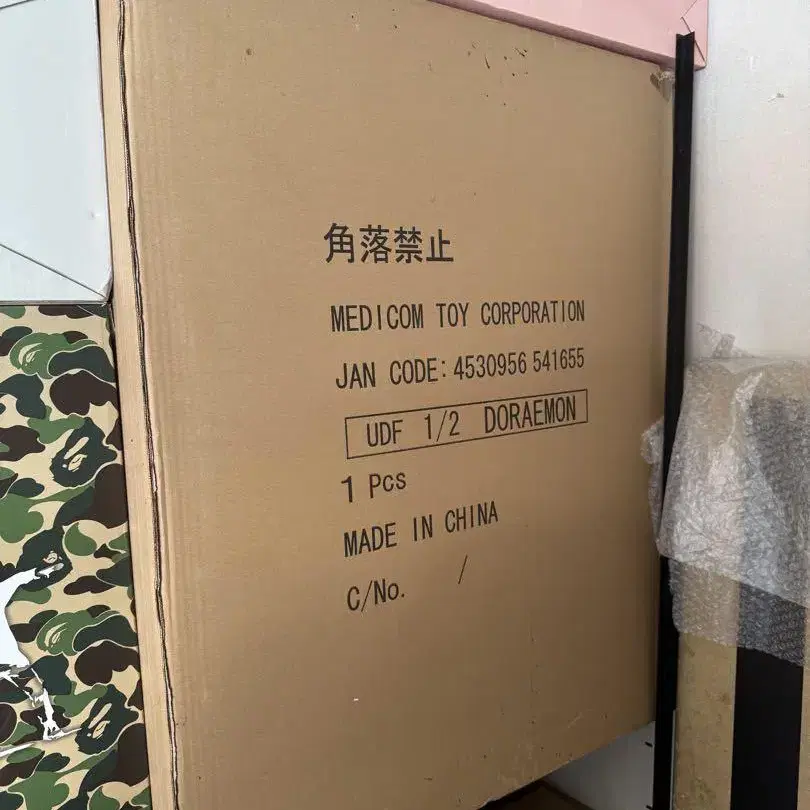 角落禁止
MEDICOM TOY CORPORATION
JAN CODE: 4530956 541655
UDF 1/2 DORAEMON
1 Pcs
MADE IN CHINA
C/No. /